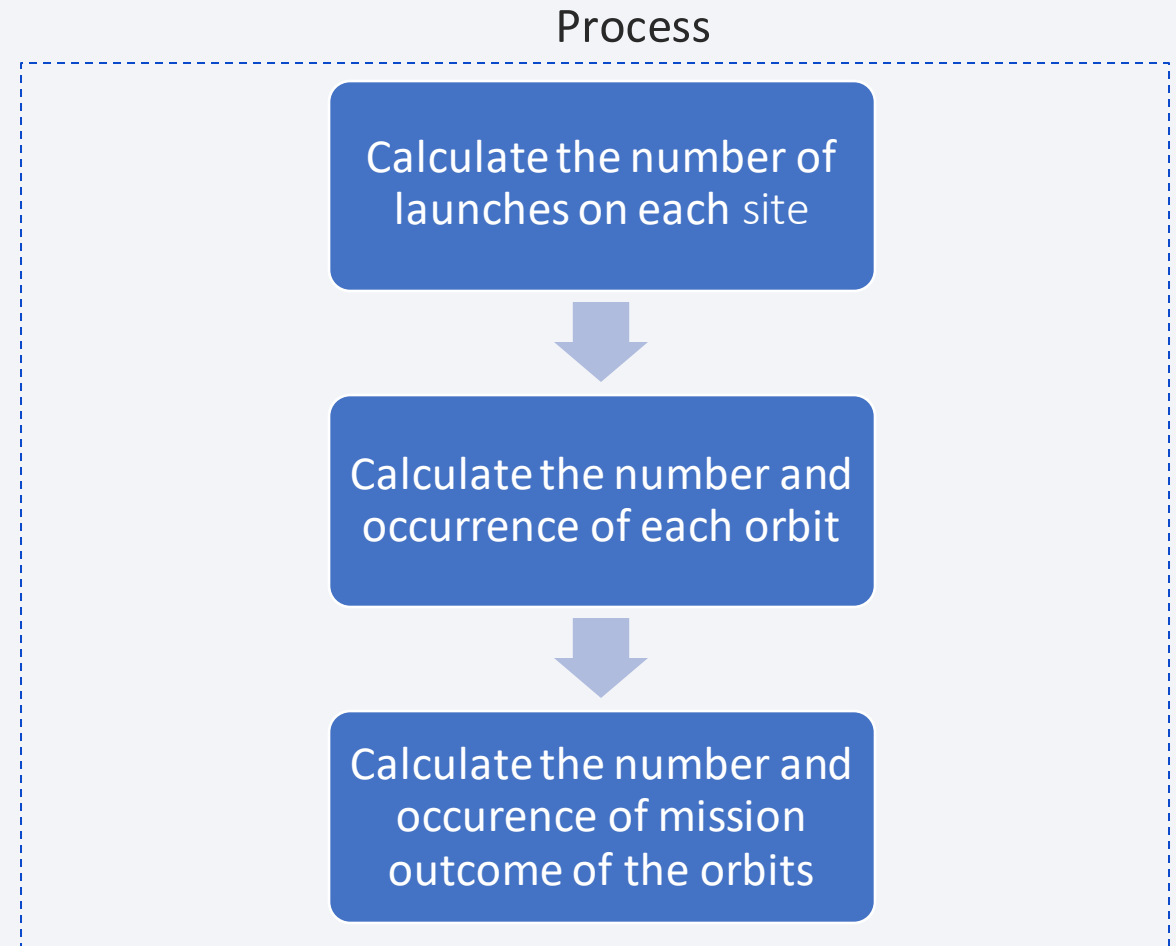 Process
Calculate the number of
launches on each site
Calculate the number and
occurrence of each orbit
Calculate the number and
occurence of mission
outcome of the orbits